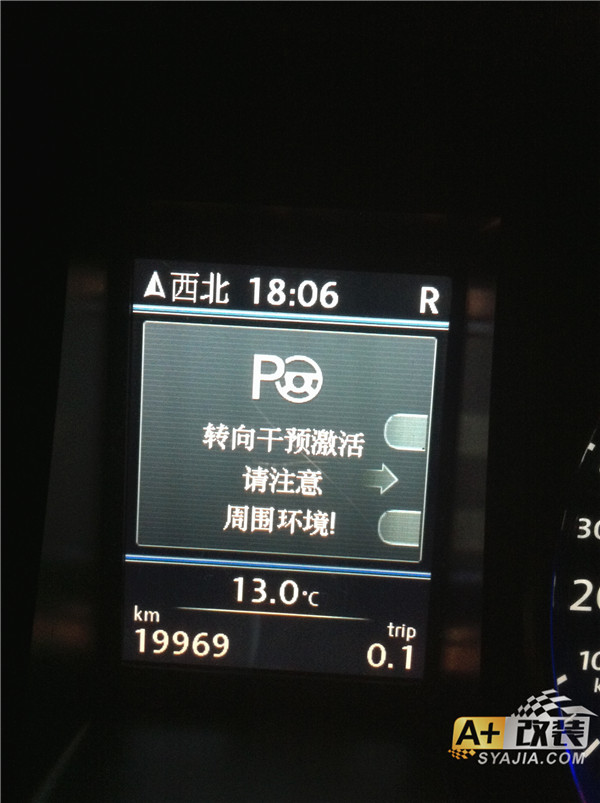 西北 18:06 R
P
转向干预激活
请注意
周围环境!
13.0°C
km
19969
trip
0.1
A+ 改装
SYAJIA.COM